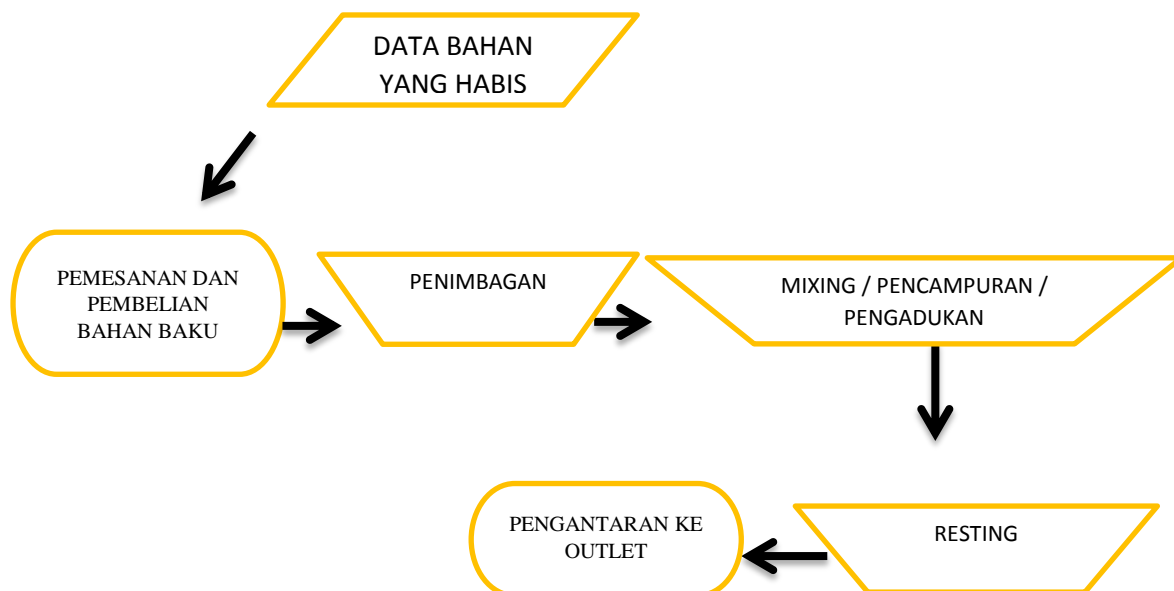 DATA BAHAN
YANG HABIS
PEMESANAN DAN
PEMBELIAN
BAHAN BAKU
PENIMBAGAN
MIXING / PENCAMPURAN /
PENGADUKAN
PENGANTARAN KE
OUTLET
RESTING